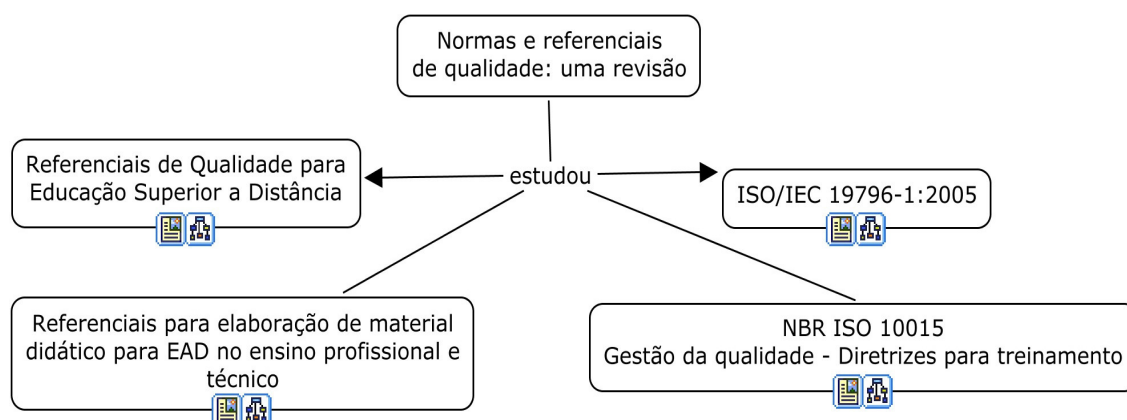 Normas e referenciais
de qualidade: uma revisão
Referenciais de Qualidade para
Educação Superior a Distância
estudou
ISO/IEC 19796-1:2005
Referenciais para elaboração de material
didático para EAD no ensino profissional e
técnico
NBR ISO 10015
Gestão da qualidade - Diretrizes para treinamento